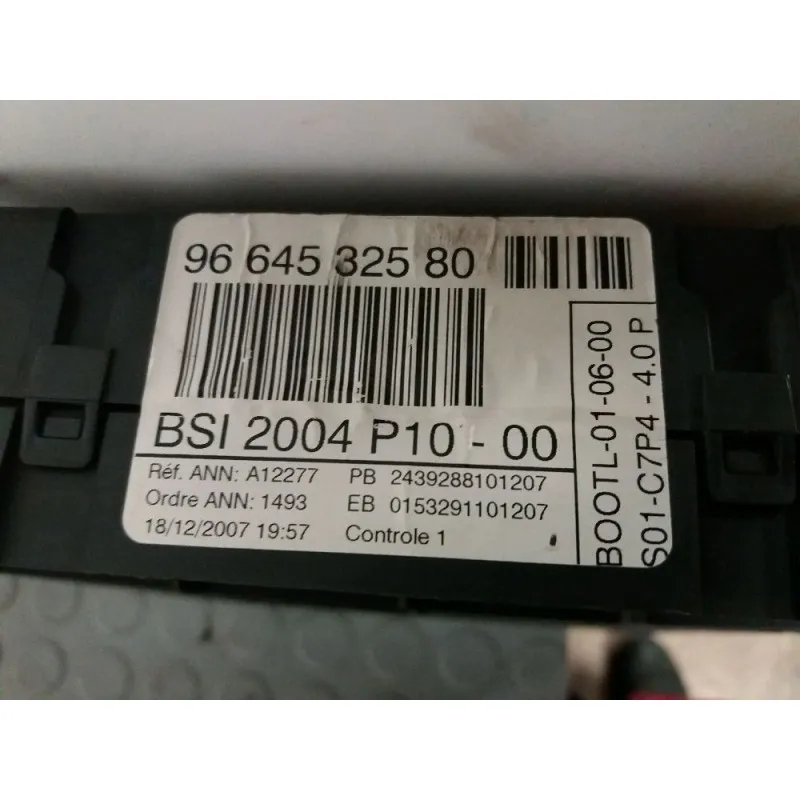 96 645 325 80
BSI 2004 P10 - 00
Réf. ANN: A12277 PB 2439288101207
Ordre ANN: 1493 EB 0153291101207
18/12/2007 19:57 Controle 1
BOOTL-01-06-00
S01-C7P4 - 4.0 P